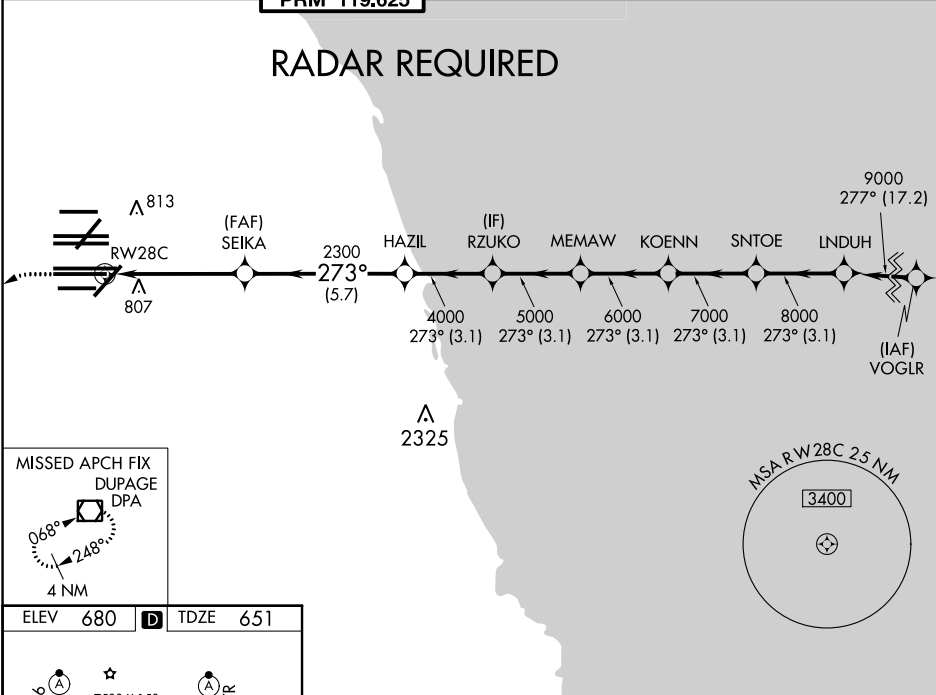 PRM 119.625
RADAR REQUIRED
813
RW28C
807
(FAF)
SEIKA
2300
273°
(5.7)
HAZIL
(IF)
RZUKO
MEMAW
KOENN
SNTOE
LNDUH
9000
277° (17.2)
4000
273° (3.1)
5000
273° (3.1)
6000
273° (3.1)
7000
273° (3.1)
8000
273° (3.1)
(IAF)
VOGLR
2325
MISSED APCH FIX
DUPAGE
DPA
068°
248°
4 NM
MSA RW28C 25 NM
3400
ELEV 680 D TDZE 651
A
A